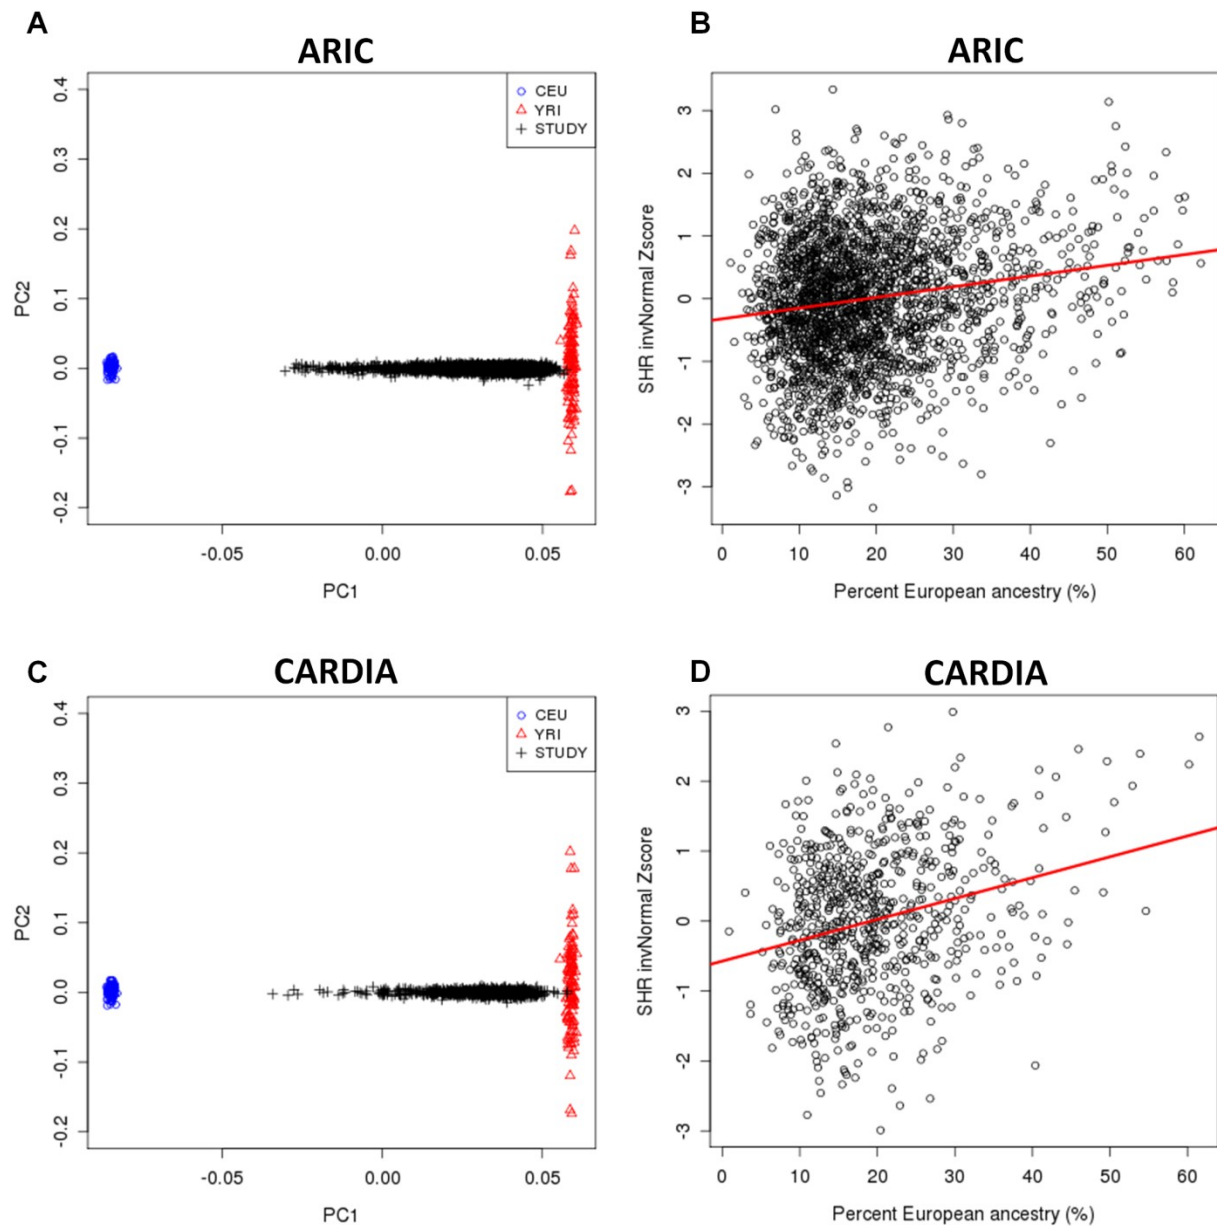 A
ARIC
0.4
0.3
0.2
0.1
0.0
-0.1
-0.2
PC2
CEU
YRI
STUDY
-0.05
0.00
0.05
PC1
B
ARIC
3
2
1
0
-1
-2
-3
SHR invNormal Zscore
0
10
20
30
40
50
60
Percent European ancestry (%)
C
CARDIA
0.4
0.3
0.2
0.1
0.0
-0.1
-0.2
PC2
CEU
YRI
STUDY
-0.05
0.00
0.05
PC1
D
CARDIA
3
2
1
0
-1
-2
-3
SHR invNormal Zscore
0
10
20
30
40
50
60
Percent European ancestry (%)